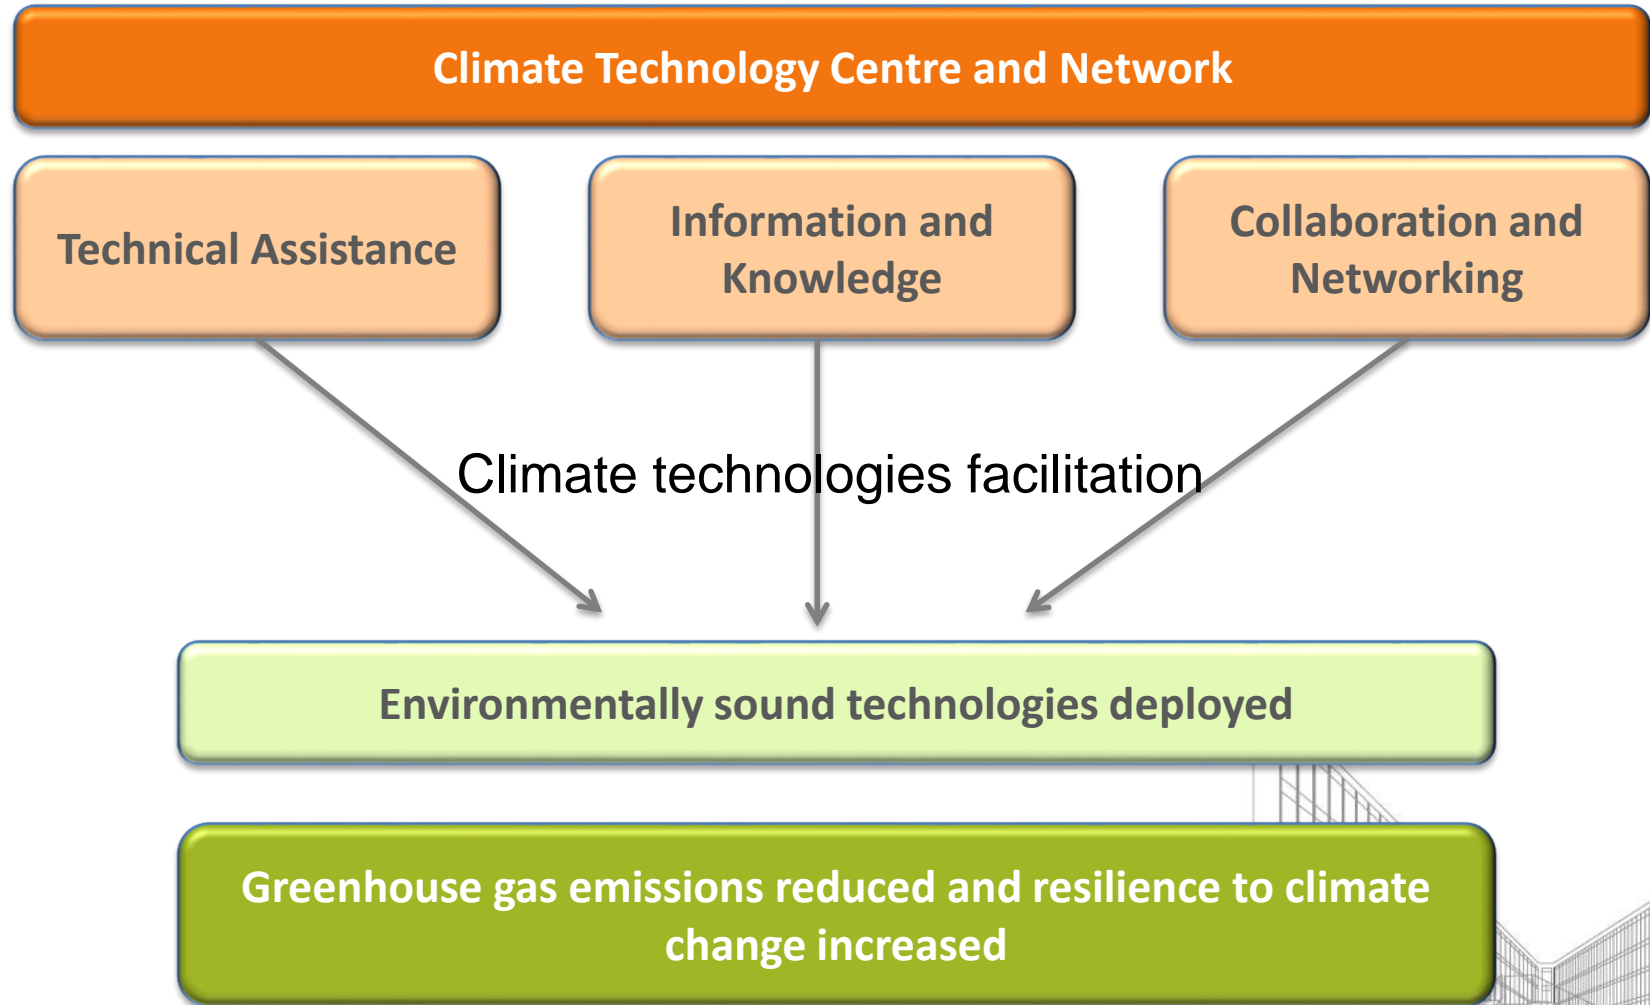 Climate Technology Centre and Network
Technical Assistance
Information and
Knowledge
Collaboration and
Networking
Climate technologies facilitation
Environmentally sound technologies deployed
Greenhouse gas emissions reduced and resilience to climate
change increased